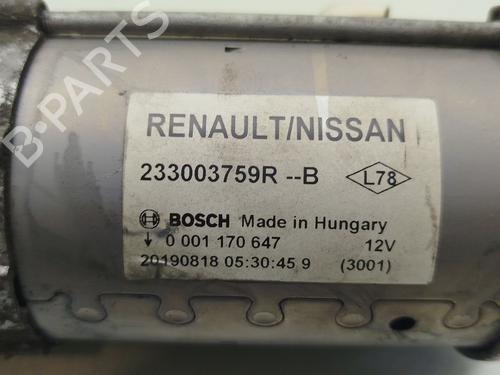 RENAULT/NISSAN
233003759R --B L78
BOSCH Made in Hungary
0 001 170 647 12V
20190818 05:30:45 9 (3001)
B-PARTS